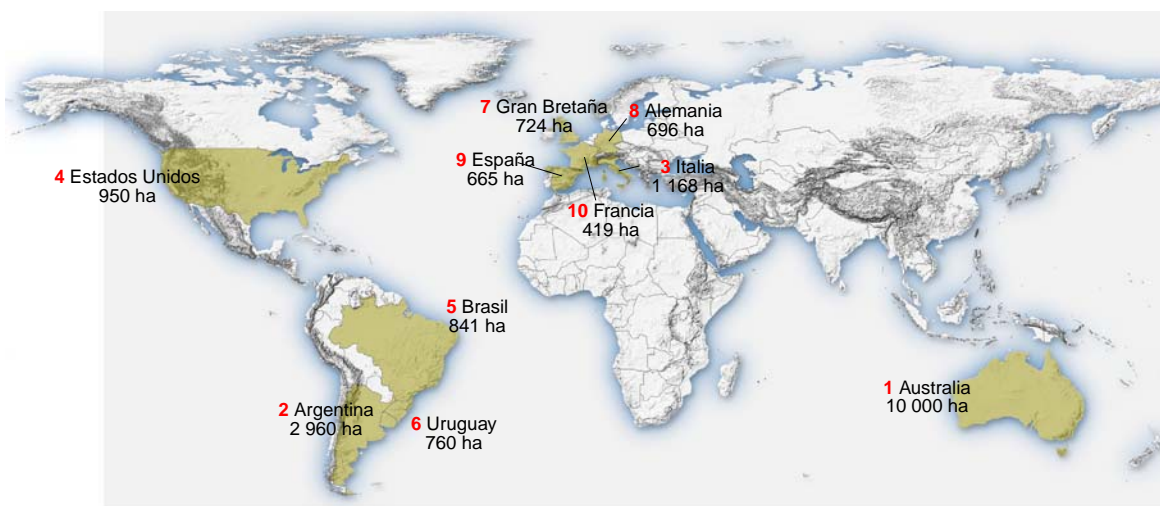 7 Gran Bretaña
724 ha
8 Alemania
696 ha
4 Estados Unidos
950 ha
9 España
665 ha
3 Italia
1 168 ha
10 Francia
419 ha
5 Brasil
841 ha
1 Australia
10 000 ha
2 Argentina
2 960 ha
6 Uruguay
760 ha